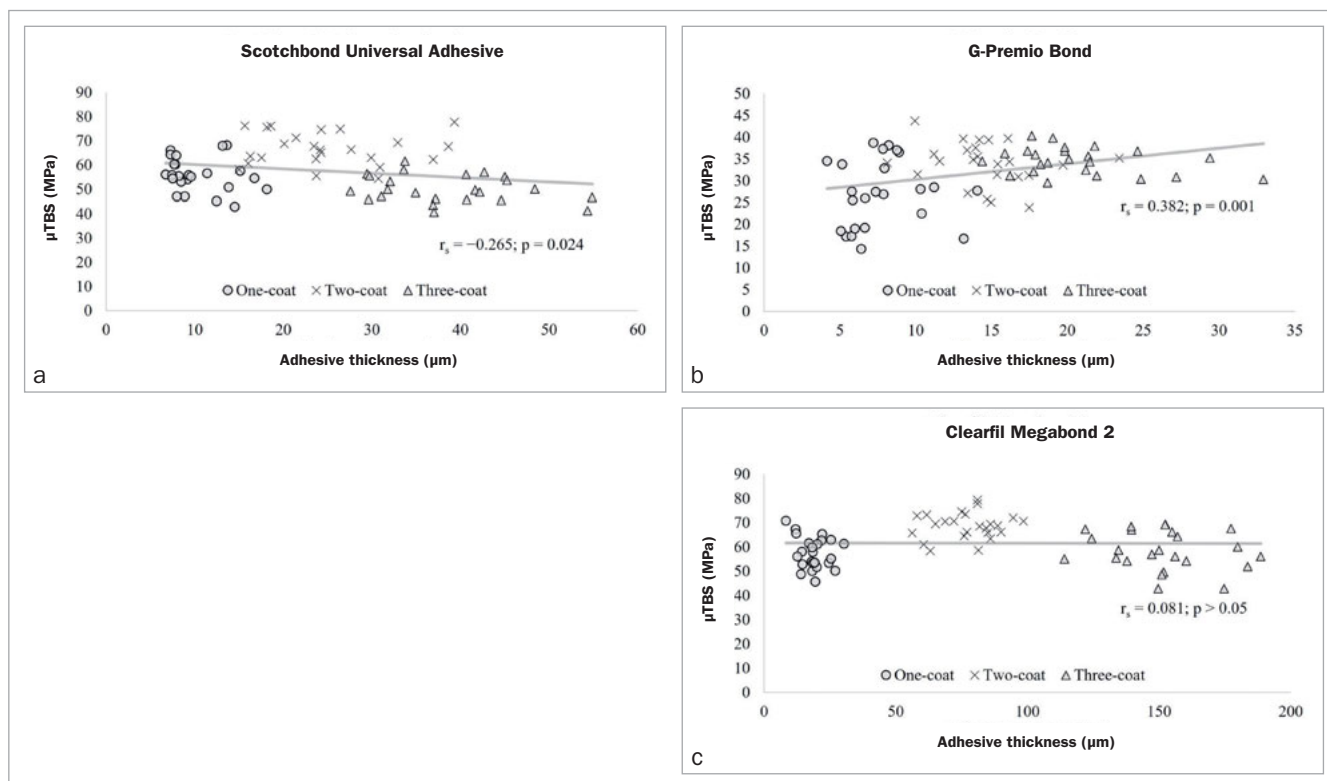 Scotchbond Universal Adhesive
µTBS (MPa)
90
80
70
60
50
40
30
20
10
0
rs = −0.265; p = 0.024
One-coat Two-coat Three-coat
0 10 20 30 40 50 60
Adhesive thickness (µm)
a
G-Premio Bond
µTBS (MPa)
50
45
40
35
30
25
20
15
10
5
0
rs = 0.382; p = 0.001
One-coat Two-coat Three-coat
0 5 10 15 20 25 30 35
Adhesive thickness (µm)
b
Clearfil Megabond 2
µTBS (MPa)
90
80
70
60
50
40
30
20
10
0
rs = 0.081; p > 0.05
One-coat Two-coat Three-coat
0 50 100 150 200
Adhesive thickness (µm)
c